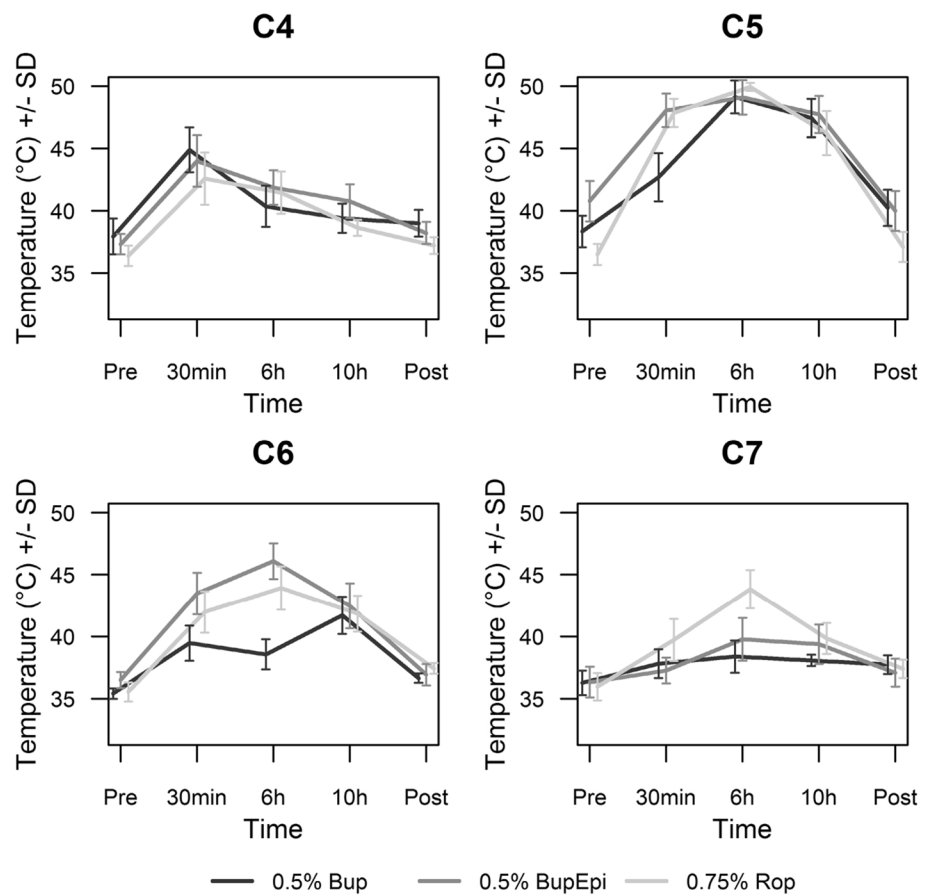 C4
Temperature (°C) +/- SD
50
45
40
35
Pre 30min 6h 10h Post
Time
C5
Temperature (°C) +/- SD
50
45
40
35
Pre 30min 6h 10h Post
Time
C6
Temperature (°C) +/- SD
50
45
40
35
Pre 30min 6h 10h Post
Time
C7
Temperature (°C) +/- SD
50
45
40
35
Pre 30min 6h 10h Post
Time
0.5% Bup 0.5% BupEpi 0.75% Rop